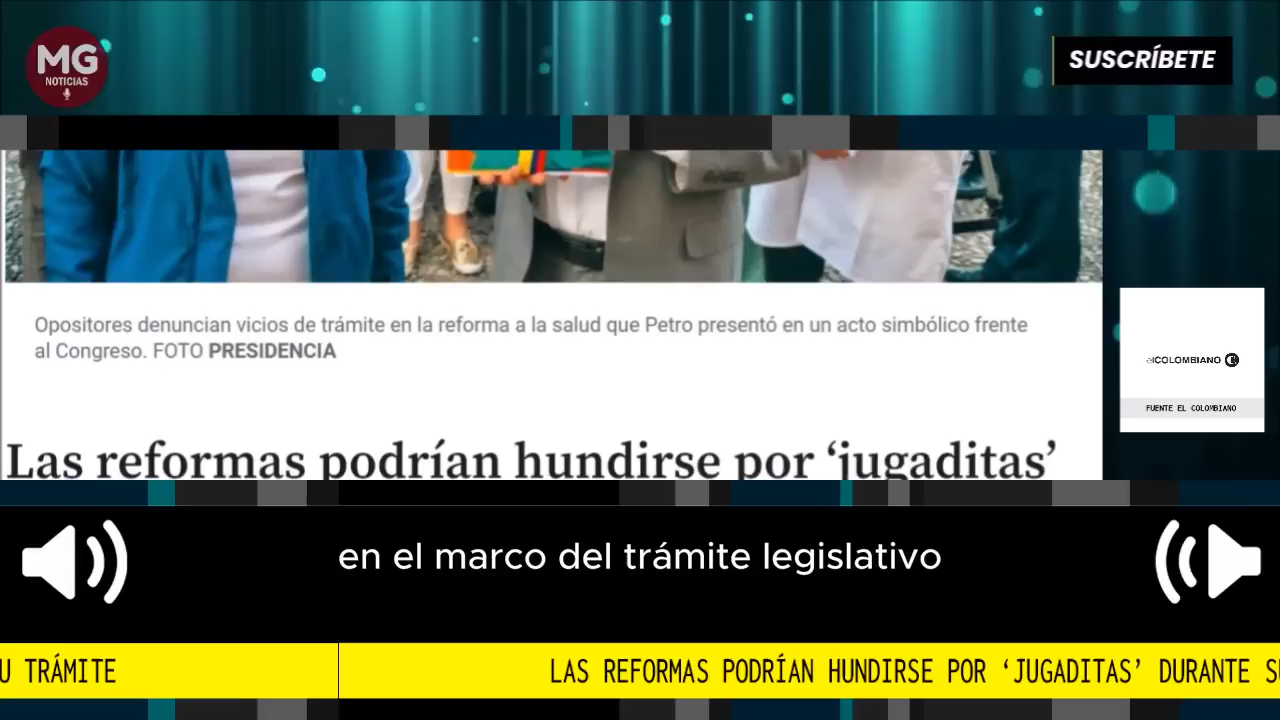 MG
NOTICIAS
SUSCRÍBETE
Opositores denuncian vicios de trámite en la reforma a la salud que Petro presentó en un acto simbólico frente
al Congreso. FOTO PRESIDENCIA
elCOLOMBIANO
FUENTE EL COLOMBIANO
Las reformas podrían hundirse por ‘jugaditas’
en el marco del trámite legislativo
U TRÁMITE
LAS REFORMAS PODRÍAN HUNDIRSE POR ‘JUGADITAS’ DURANTE S